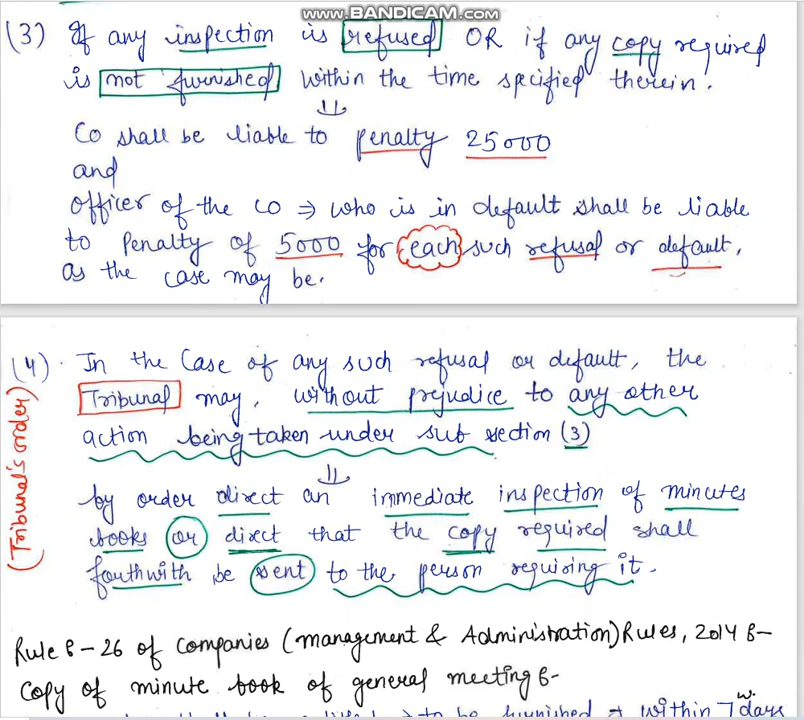 www.BANDICAM.com
(3) If any inspection is refused OR if any copy required
is not furnished within the time specified therein.
Co shall be liable to penalty 25000
and
officer of the CO ⇒ who is in default shall be liable
to penalty of 5000 for each such refusal or default,
as the case may be.
(4). In the case of any such refusal or default, the
Tribunal may, without prejudice to any other
action being taken under sub section (3)
by order direct an immediate inspection of minutes
books or direct that the copy required shall
forthwith be sent to the person requiring it.
(Tribunal's order)
Rule :- 26 of Companies (management & Administration) Rules, 2014 :-
Copy of minute book of general meeting :-
to be furnished → within 7 w. days